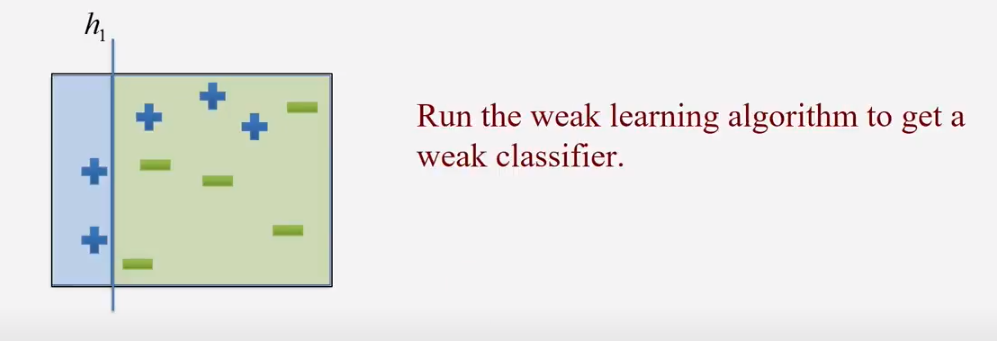 h₁
Run the weak learning algorithm to get a
weak classifier.